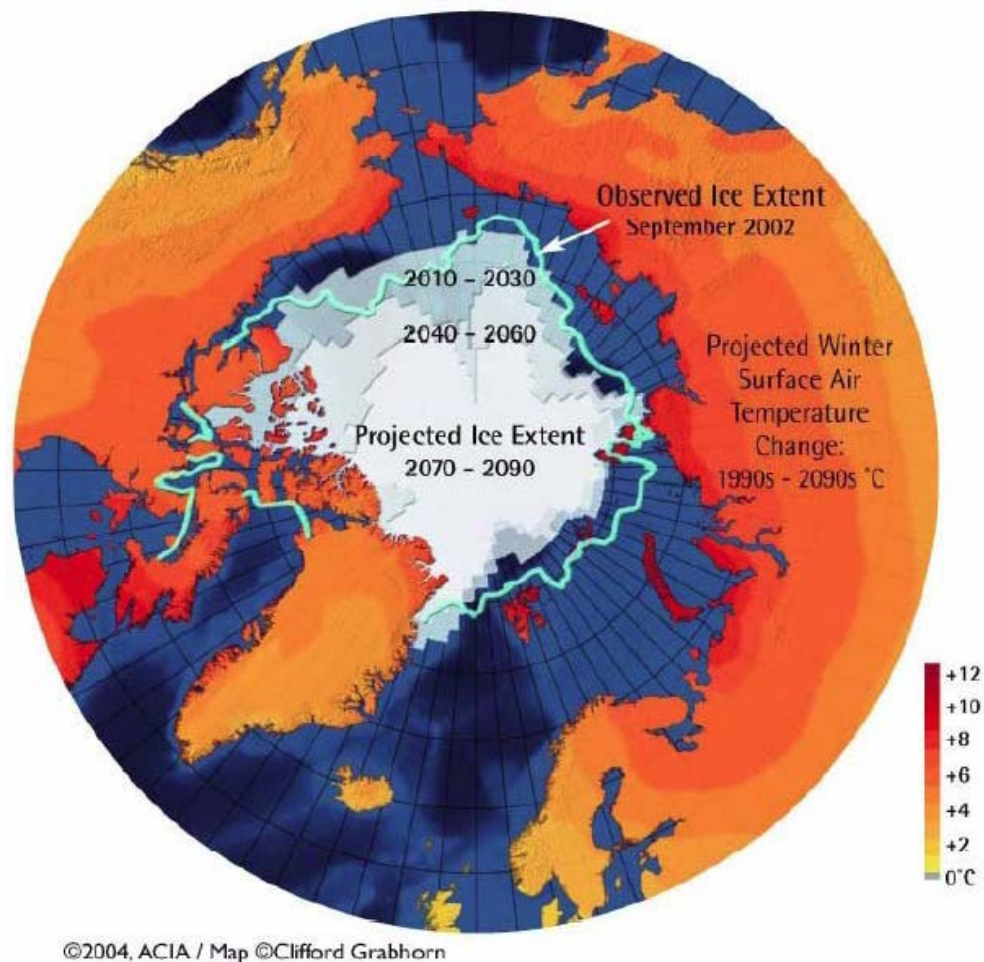 Observed Ice Extent
September 2002
2010 - 2030
2040 - 2060
Projected Winter
Surface Air
Temperature
Change:
1990s - 2090s °C
Projected Ice Extent
2070 - 2090
+12
+10
+8
+6
+4
+2
0°C
©2004, ACIA / Map ©Clifford Grabhorn